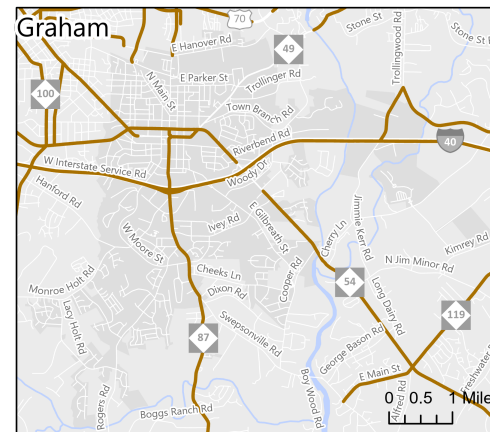 70
Stone St
Graham
Trollingwood Rd
E Hanover Rd
49
Stone St
E Parker St
Trollinger Rd
N Main St
100
Town Branch Rd
Riverbend Rd
40
W Interstate Service Rd
Woody Dr
Hanford Rd
Jimmie Kerr Rd
Ivey Rd
E Gilbreath St
Cherry Ln
W Moore St
Kimrey Rd
N Jim Minor Rd
Cheeks Ln
Cooper Rd
54
Monroe Holt Rd
Dixon Rd
Long Dairy Rd
119
Lacy Holt Rd
Swepsonville Rd
87
George Bason Rd
E Main St
Freshwater
Boy Wood Rd
Rogers Rd
Boggs Ranch Rd
Alfred Rd
0 0.5 1 Mile